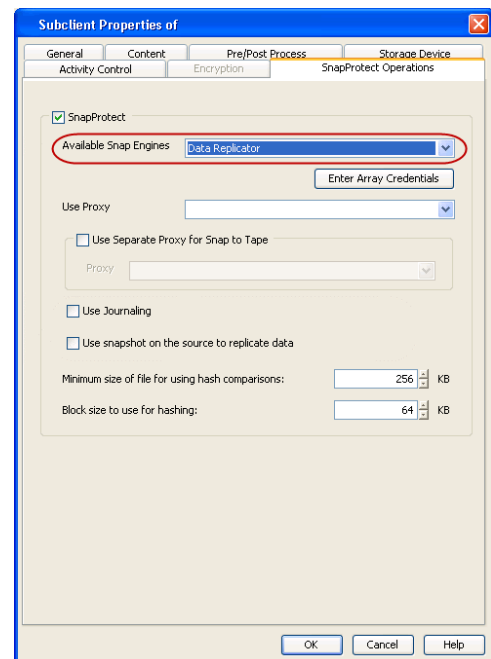 Subclient Properties of
General Content Pre/Post Process Storage Device
Activity Control Encryption SnapProtect Operations
SnapProtect
Available Snap Engines Data Replicator
Enter Array Credentials
Use Proxy
Use Separate Proxy for Snap to Tape
Proxy
Use Journaling
Use snapshot on the source to replicate data
Minimum size of file for using hash comparisons: 256 KB
Block size to use for hashing: 64 KB
OK Cancel Help